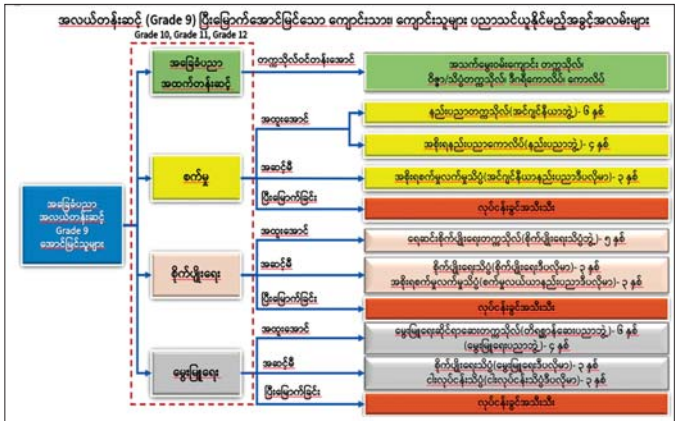 အလယ်တန်းဆင့် (Grade 9) ပြီးမြောက်အောင်မြင်သော ကျောင်းသား၊ ကျောင်းသူများ ပညာသင်ယူနိုင်မည့်အခွင့်အလမ်းများ
Grade 10, Grade 11, Grade 12
အခြေခံပညာ
အလယ်တန်းဆင့်
Grade 9
အောင်မြင်သူများ
အခြေခံပညာ
အထက်တန်းဆင့်
တက္ကသိုလ်ဝင်တန်းအောင်
အသက်မွေးဝမ်းကျောင်း တက္ကသိုလ်၊
ဝိဇ္ဇာ/သိပ္ပံတက္ကသိုလ်၊ ဒီဂရီကောလိပ်၊ ကောလိပ်
စက်မှု
အထူးအောင်
နည်းပညာတက္ကသိုလ်(အင်ဂျင်နီယာဘွဲ့)- ၆ နှစ်
အစိုးရနည်းပညာကောလိပ်(နည်းပညာဘွဲ့)- ၄ နှစ်
အဆင့်မီ
အစိုးရစက်မှုလက်မှုသိပ္ပံ(အင်ဂျင်နီယာနည်းပညာဒီပလိုမာ)- ၃ နှစ်
ပြီးမြောက်ခြင်း
လုပ်ငန်းခွင်အသီးသီး
စိုက်ပျိုးရေး
အထူးအောင်
ရေဆင်းစိုက်ပျိုးရေးတက္ကသိုလ်(စိုက်ပျိုးရေးသိပ္ပံဘွဲ့)- ၅ နှစ်
အဆင့်မီ
စိုက်ပျိုးရေးသိပ္ပံ(စိုက်ပျိုးရေးဒီပလိုမာ)- ၃ နှစ်
အစိုးရစက်မှုလက်မှုသိပ္ပံ(စက်မှုလယ်ယာနည်းပညာဒီပလိုမာ)- ၃ နှစ်
ပြီးမြောက်ခြင်း
လုပ်ငန်းခွင်အသီးသီး
မွေးမြူရေး
အထူးအောင်
မွေးမြူရေးဆိုင်ရာဆေးတက္ကသိုလ်(တိရစ္ဆာန်ဆေးပညာဘွဲ့)- ၆ နှစ်
(မွေးမြူရေးပညာဘွဲ့)- ၄ နှစ်
အဆင့်မီ
စိုက်ပျိုးရေးသိပ္ပံ(မွေးမြူရေးဒီပလိုမာ)- ၃ နှစ်
ငါးလုပ်ငန်းသိပ္ပံ(ငါးလုပ်ငန်းသိပ္ပံဒီပလိုမာ)- ၃ နှစ်
ပြီးမြောက်ခြင်း
လုပ်ငန်းခွင်အသီးသီး